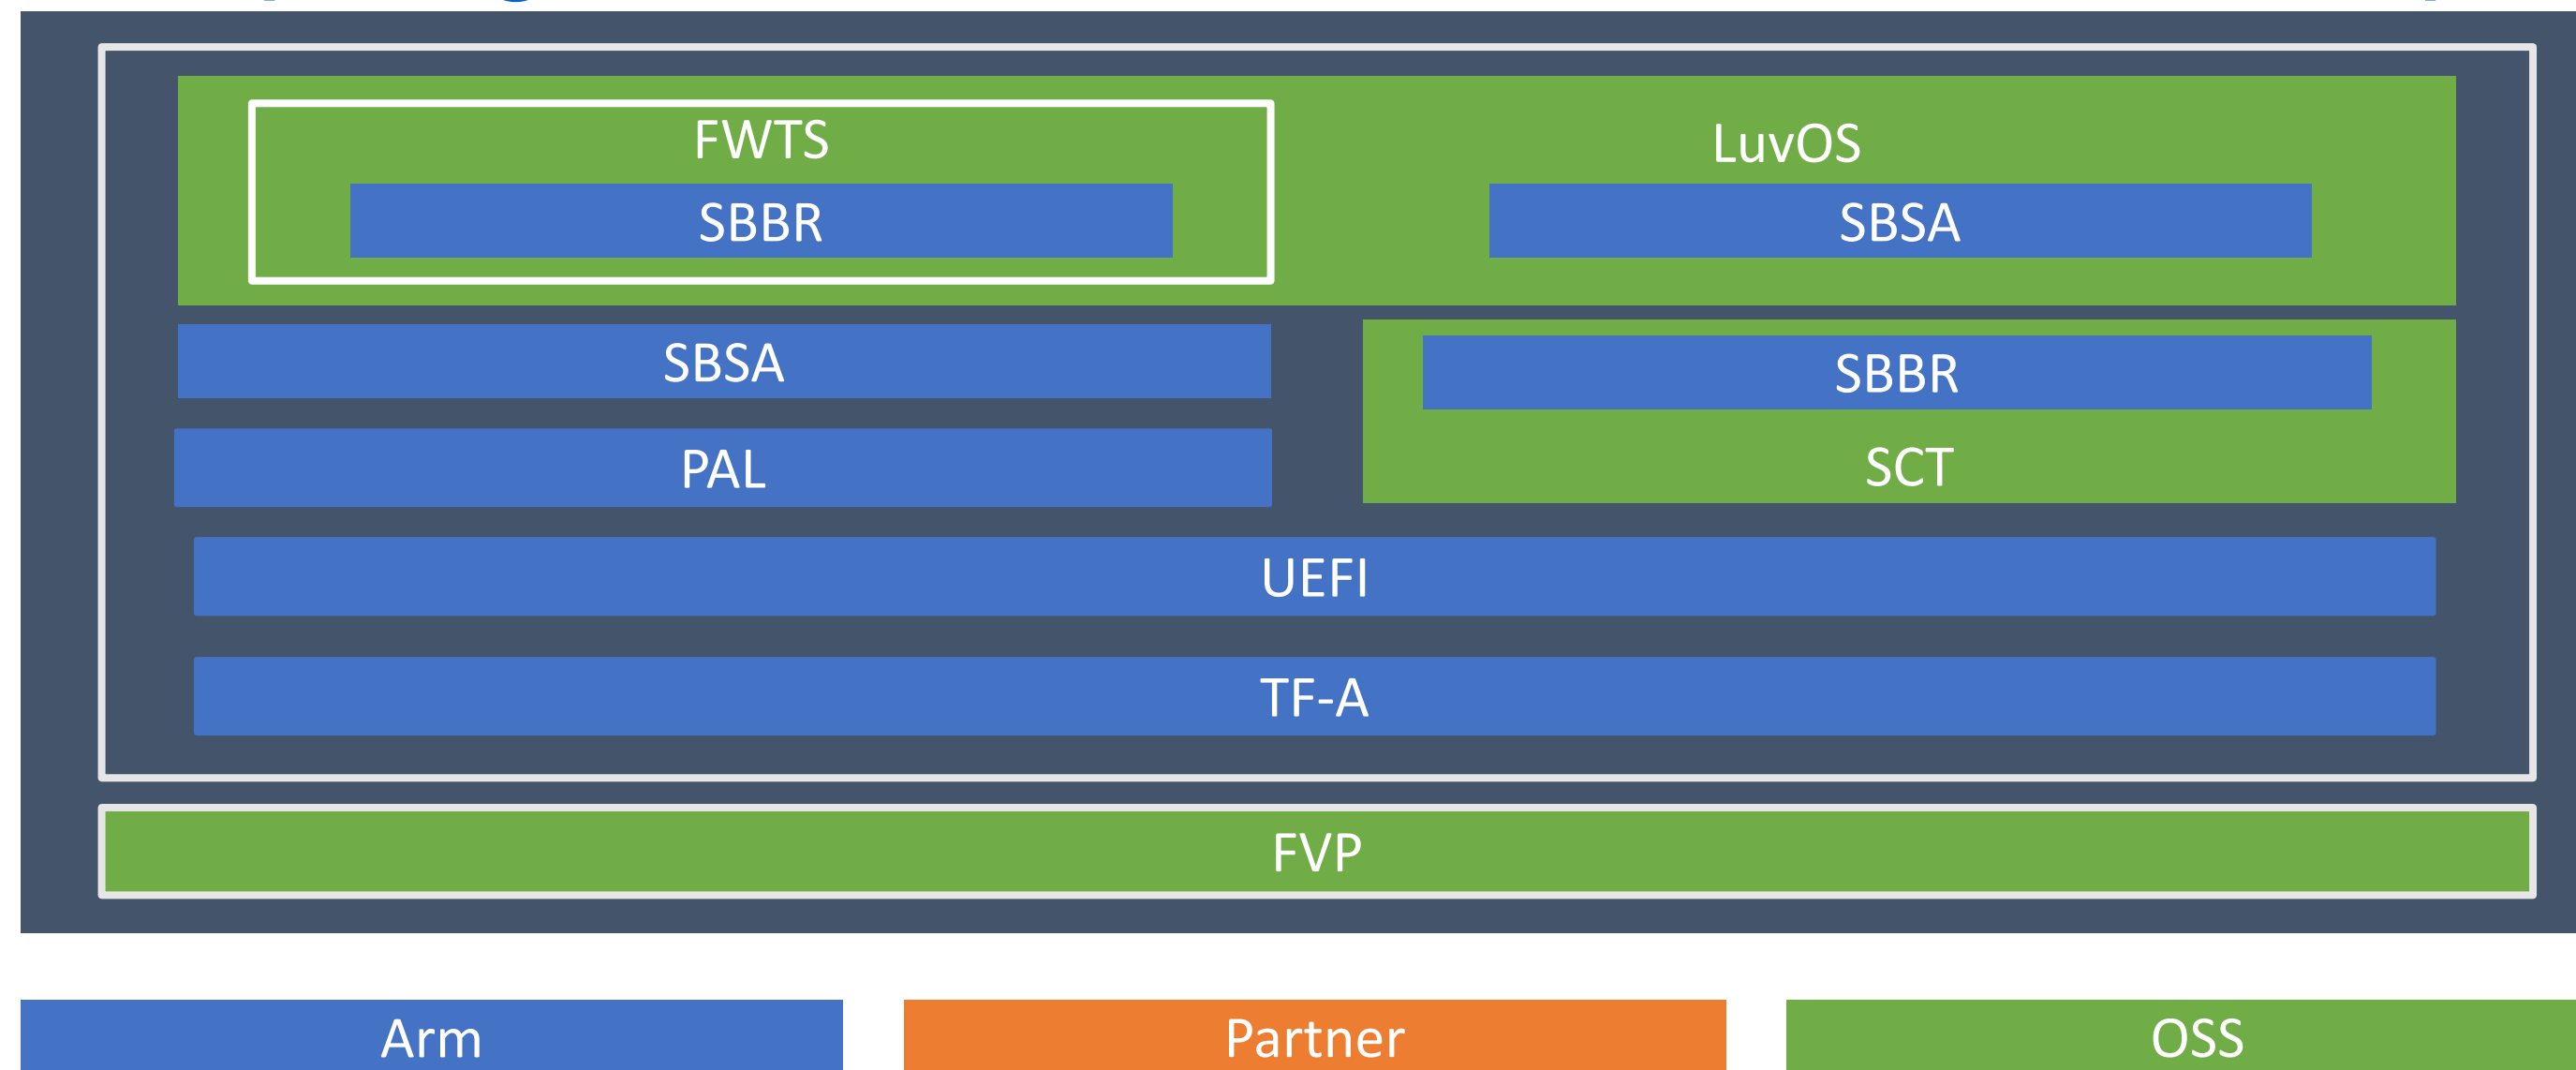 FWTS
LuvOS
SBBR
SBSA
SBSA
SBBR
PAL
SCT
UEFI
TF-A
FVP
Arm
Partner
OSS